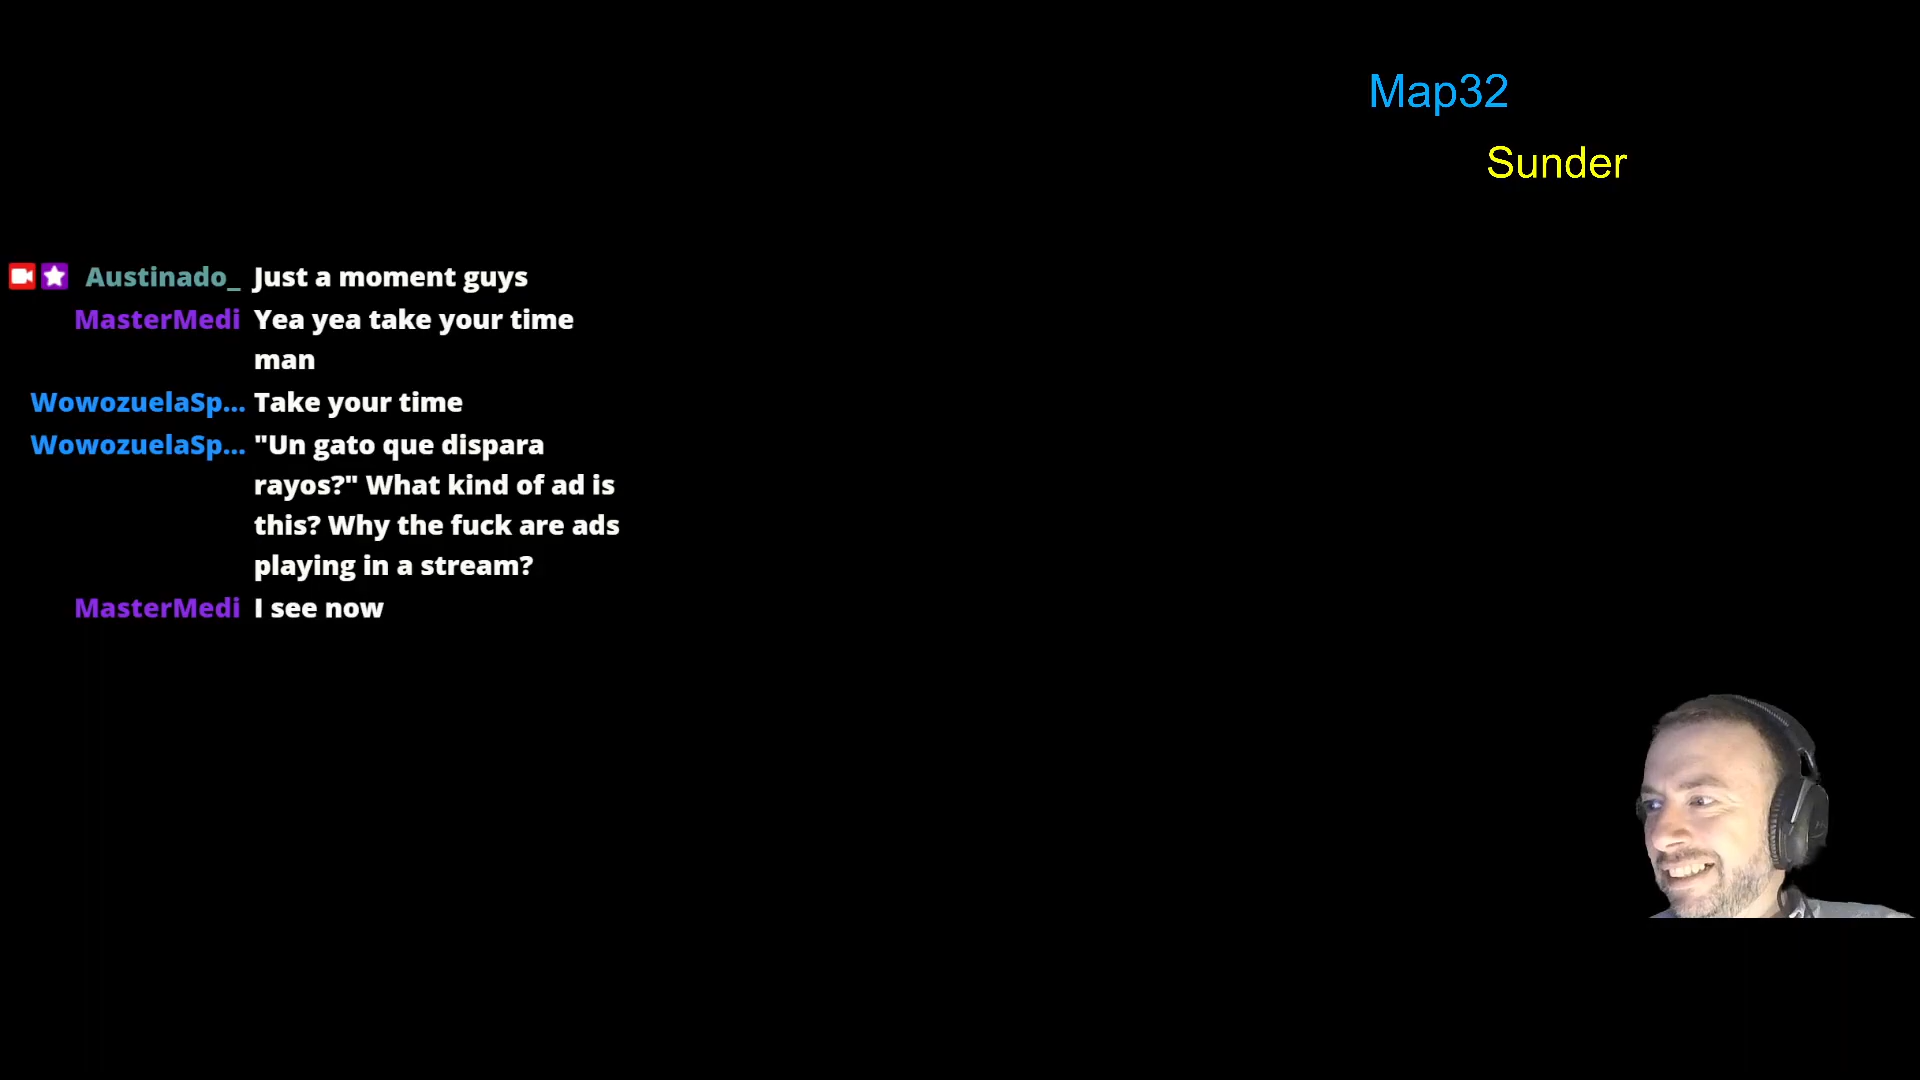 Map32
Sunder
Austinado_ Just a moment guys
MasterMedi Yea yea take your time
man
WowozuelaSp... Take your time
WowozuelaSp... "Un gato que dispara
rayos?" What kind of ad is
this? Why the fuck are ads
playing in a stream?
MasterMedi I see now